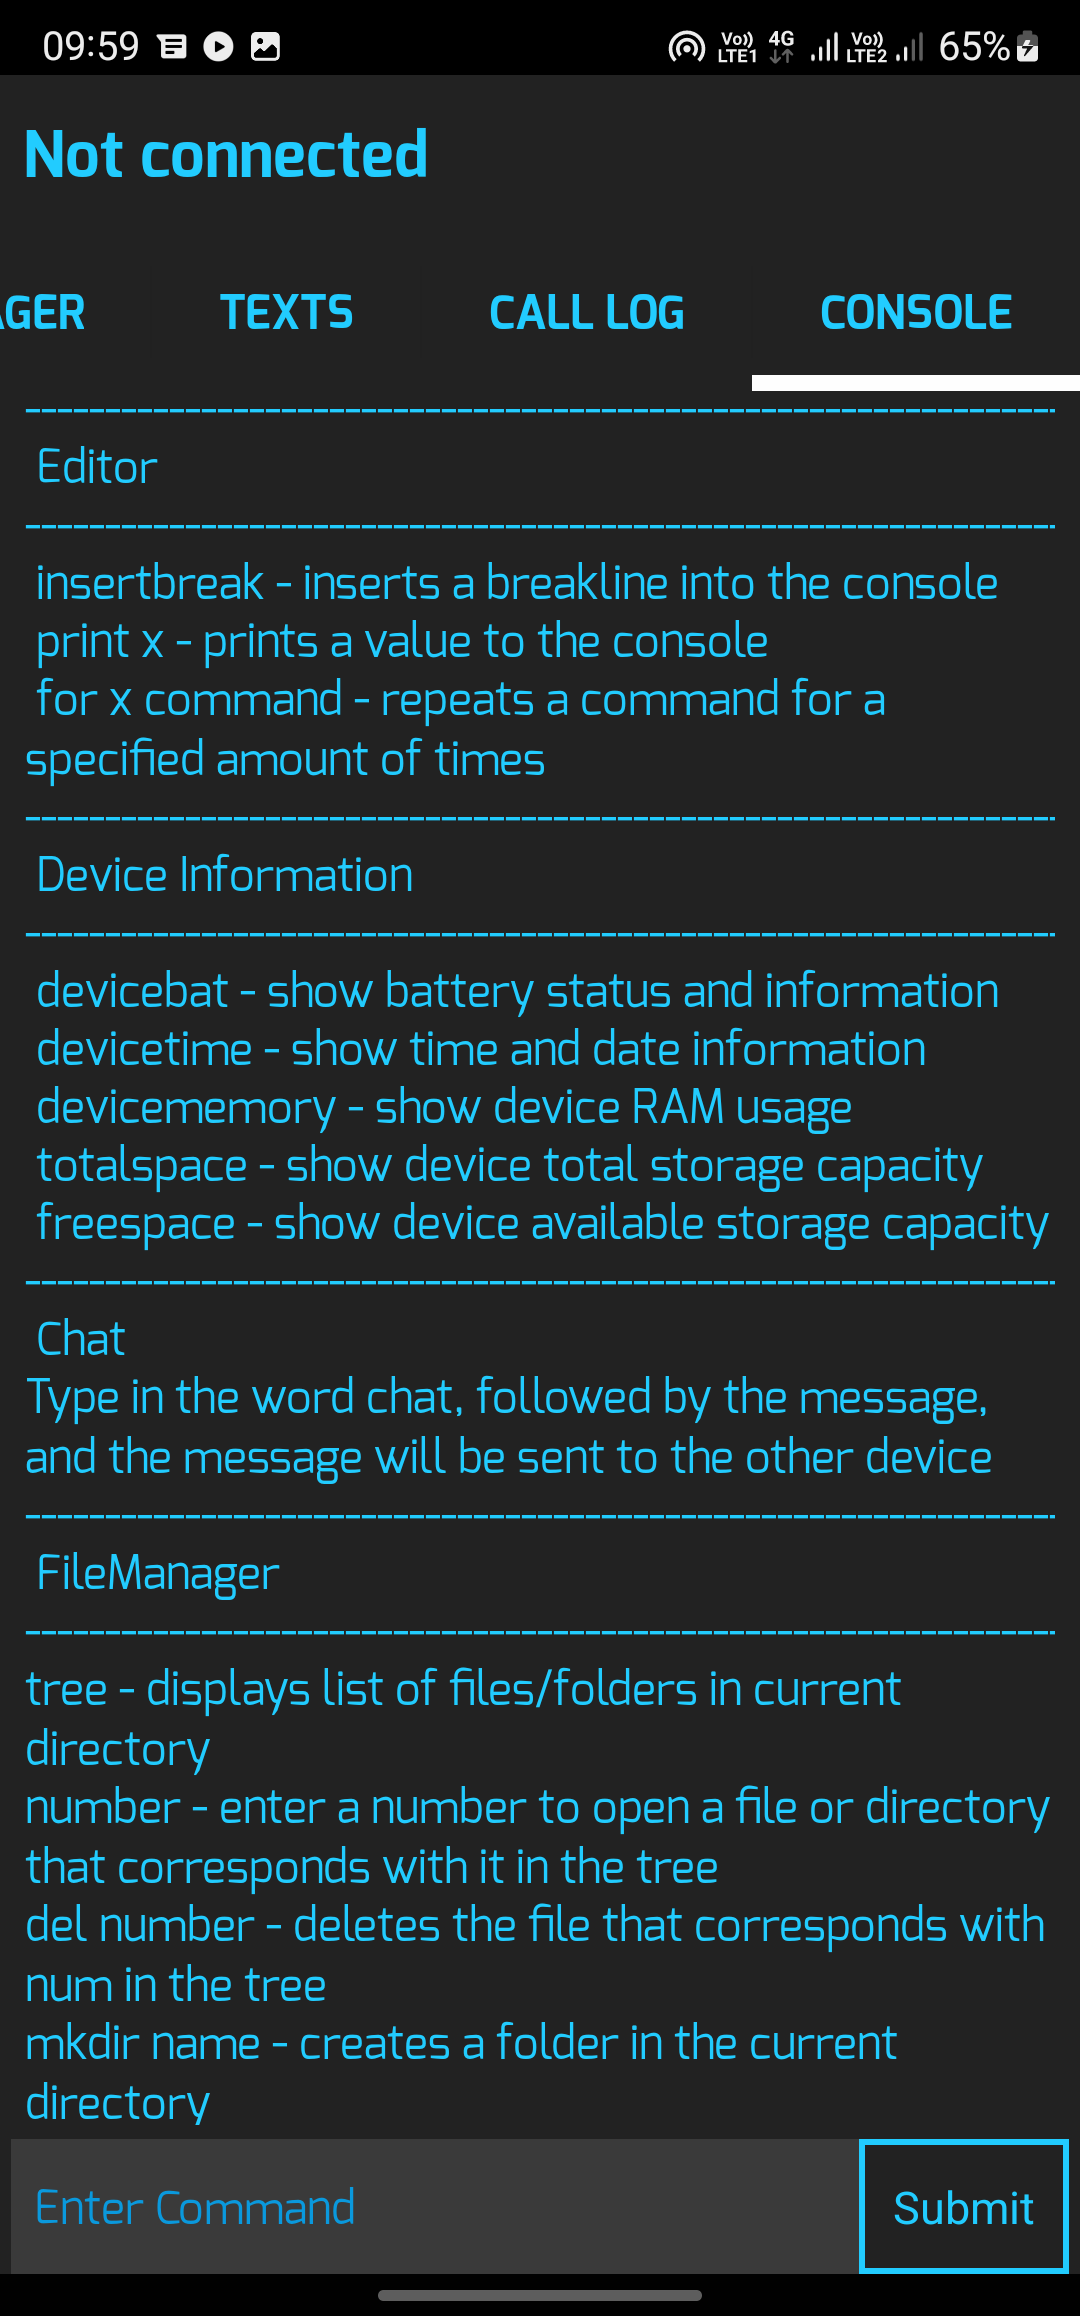 09:59
Vo)) LTE1 4G Vo)) LTE2 65%
Not connected
AGER TEXTS CALL LOG CONSOLE
----------------------------------------------------------------
Editor
----------------------------------------------------------------
insertbreak - inserts a breakline into the console
print x - prints a value to the console
for x command - repeats a command for a
specified amount of times
----------------------------------------------------------------
Device Information
----------------------------------------------------------------
devicebat - show battery status and information
devicetime - show time and date information
devicememory - show device RAM usage
totalspace - show device total storage capacity
freespace - show device available storage capacity
----------------------------------------------------------------
Chat
Type in the word chat, followed by the message,
and the message will be sent to the other device
----------------------------------------------------------------
FileManager
----------------------------------------------------------------
tree - displays list of files/folders in current
directory
number - enter a number to open a file or directory
that corresponds with it in the tree
del number - deletes the file that corresponds with
num in the tree
mkdir name - creates a folder in the current
directory
Enter Command
Submit